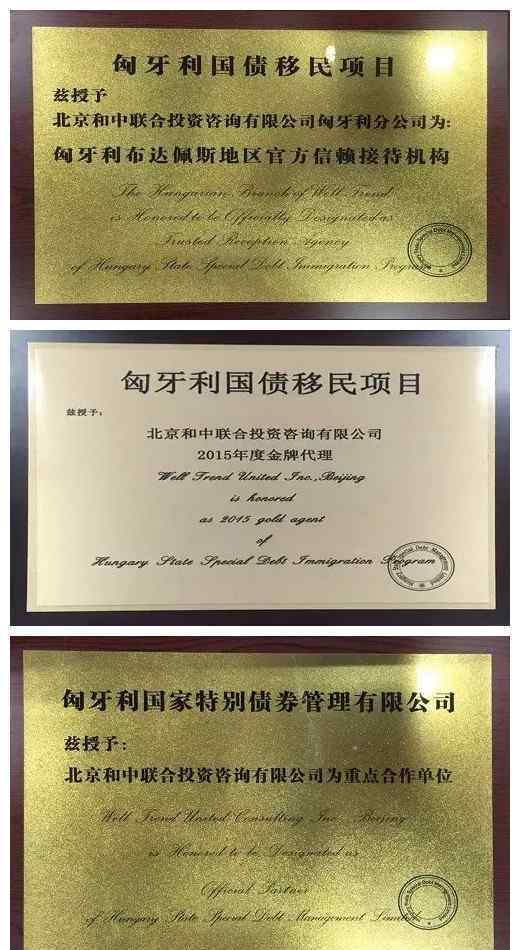 匈牙利国债移民项目
兹授予
北京和中联合投资咨询有限公司匈牙利分公司为:
匈牙利布达佩斯地区官方信赖接待机构
The Hungarian Branch of Well Trend
is Honored to be Officially Designated as
Trusted Reception Agency
of Hungary State Special Debt Immigration Program
匈牙利国债移民项目
兹授予:
北京和中联合投资咨询有限公司
2015年度金牌代理
Well Trend United Inc.,Beijing
is honored
as 2015 gold agent
of
Hungary State Special Debt Immigration Program
匈牙利国家特别债券管理有限公司
兹授予:
北京和中联合投资咨询有限公司为重点合作单位
Well Trend United Consulting Inc., Beijing
is Honored to be Designated as
Official Partner
of Hungary State Special Debt Management Limited